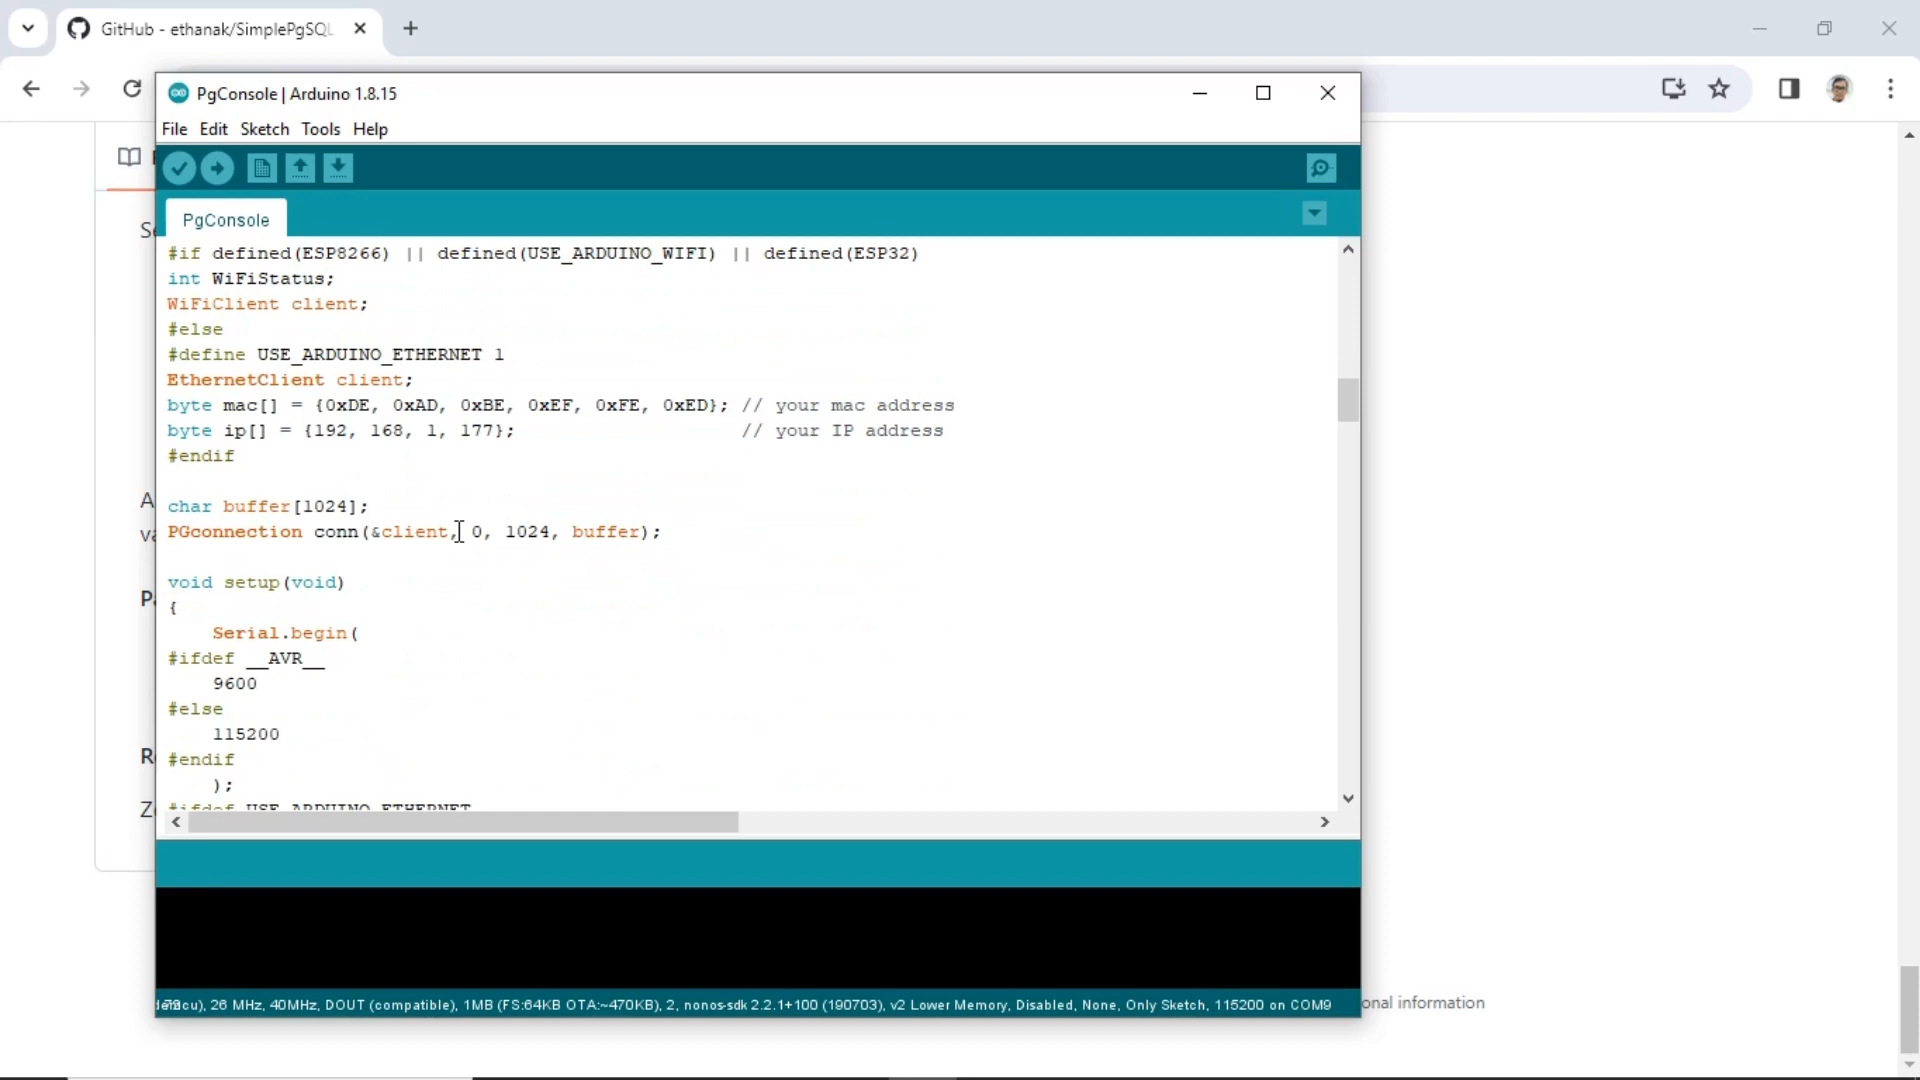 GitHub - ethanak/SimplePgSQL
PgConsole | Arduino 1.8.15
File Edit Sketch Tools Help
PgConsole
#if defined(ESP8266) || defined(USE_ARDUINO_WIFI) || defined(ESP32)
int WiFiStatus;
WiFiClient client;
#else
#define USE_ARDUINO_ETHERNET 1
EthernetClient client;
byte mac[] = {0xDE, 0xAD, 0xBE, 0xEF, 0xFE, 0xED}; // your mac address
byte ip[] = {192, 168, 1, 177}; // your IP address
#endif
char buffer[1024];
PGconnection conn(&client, 0, 1024, buffer);
void setup(void)
{
Serial.begin(
#ifdef __AVR__
9600
#else
115200
#endif
);
#ifdef USE_ARDUINO_ETHERNET
26 MHz, 40MHz, DOUT (compatible), 1MB (FS:64KB OTA:~470KB), 2, nonos-sdk 2.2.1+100 (190703), v2 Lower Memory, Disabled, None, Only Sketch, 115200 on COM9
onal information